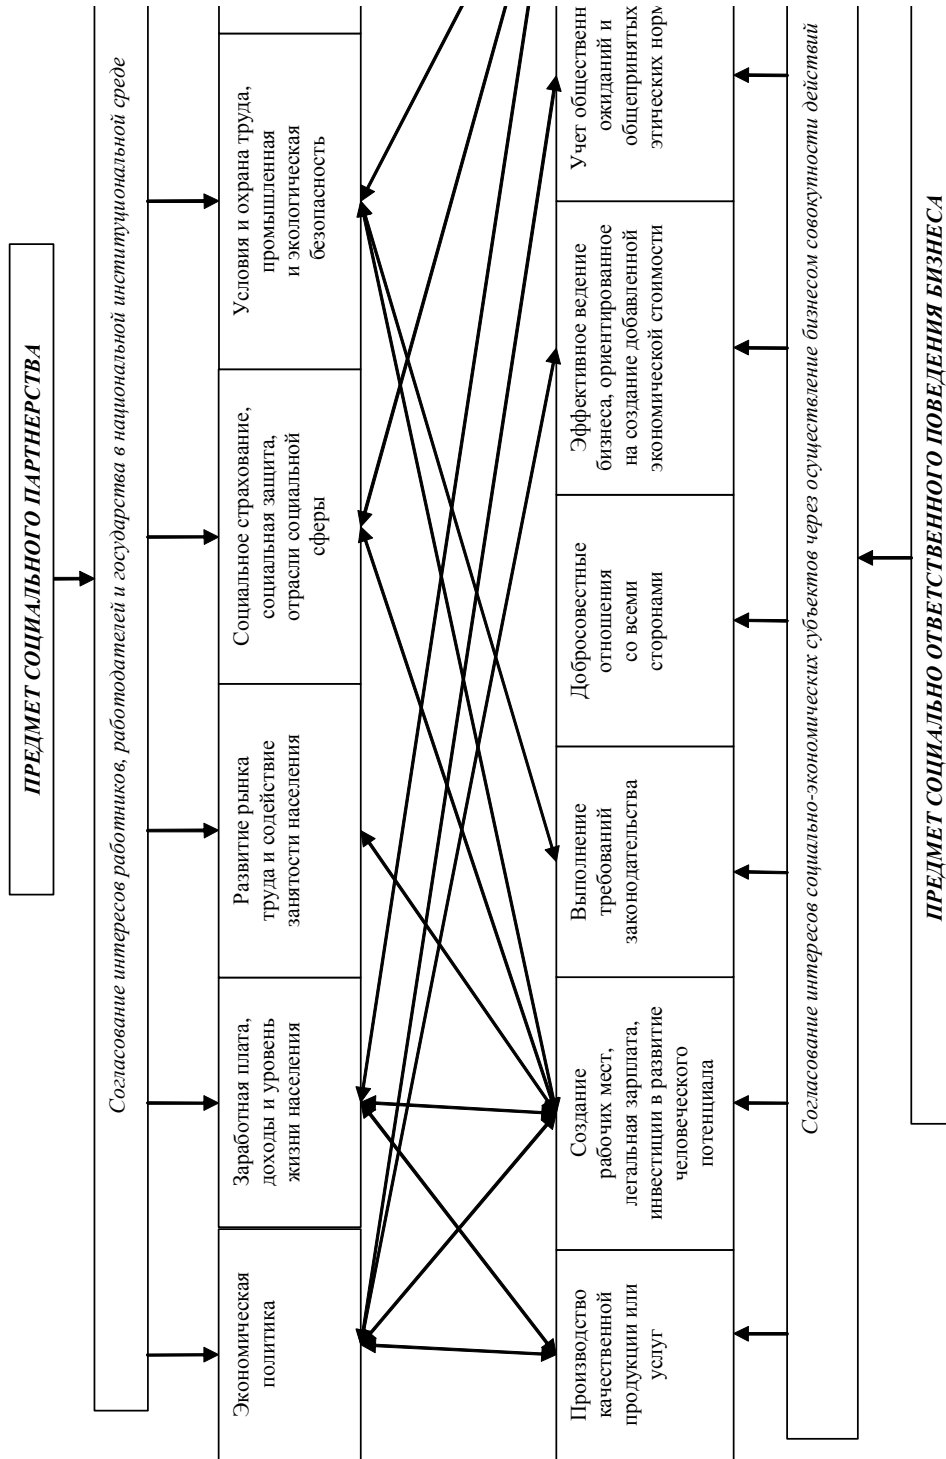 ПРЕДМЕТ СОЦИАЛЬНОГО ПАРТНЕРСТВА
Согласование интересов работников, работодателей и государства в национальной институциональной среде
Экономическая
политика
Заработная плата,
доходы и уровень
жизни населения
Развитие рынка
труда и содействие
занятости населения
Социальное страхование,
социальная защита,
отрасли социальной
сферы
Условия и охрана труда,
промышленная
и экологическая
безопасность
Производство
качественной
продукции или
услуг
Создание
рабочих мест,
легальная зарплата,
инвестиции в развитие
человеческого
потенциала
Выполнение
требований
законодательства
Добросовестные
отношения
со всеми
сторонами
Эффективное ведение
бизнеса, ориентированное
на создание добавленной
экономической стоимости
Учет общественн
ожиданий и
общепринятых
этических норм
Согласование интересов социально-экономических субъектов через осуществление бизнесом совокупности действий
ПРЕДМЕТ СОЦИАЛЬНО ОТВЕТСТВЕННОГО ПОВЕДЕНИЯ БИЗНЕСА